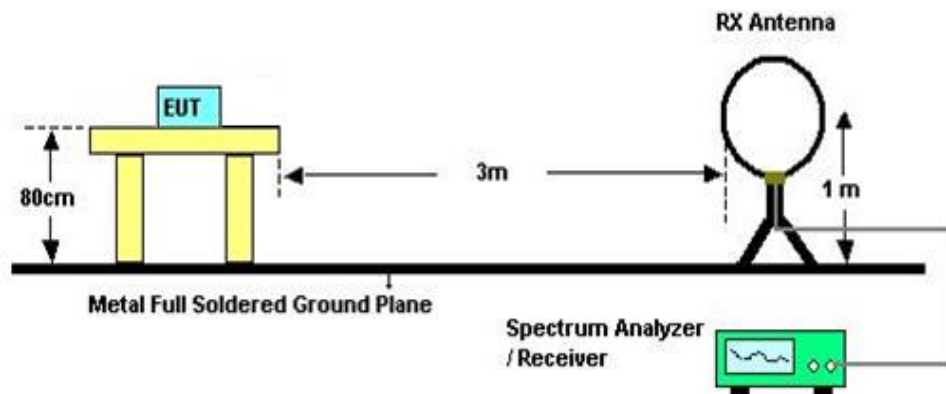 RX Antenna
EUT
80cm
3m
1 m
Metal Full Soldered Ground Plane
Spectrum Analyzer
/ Receiver